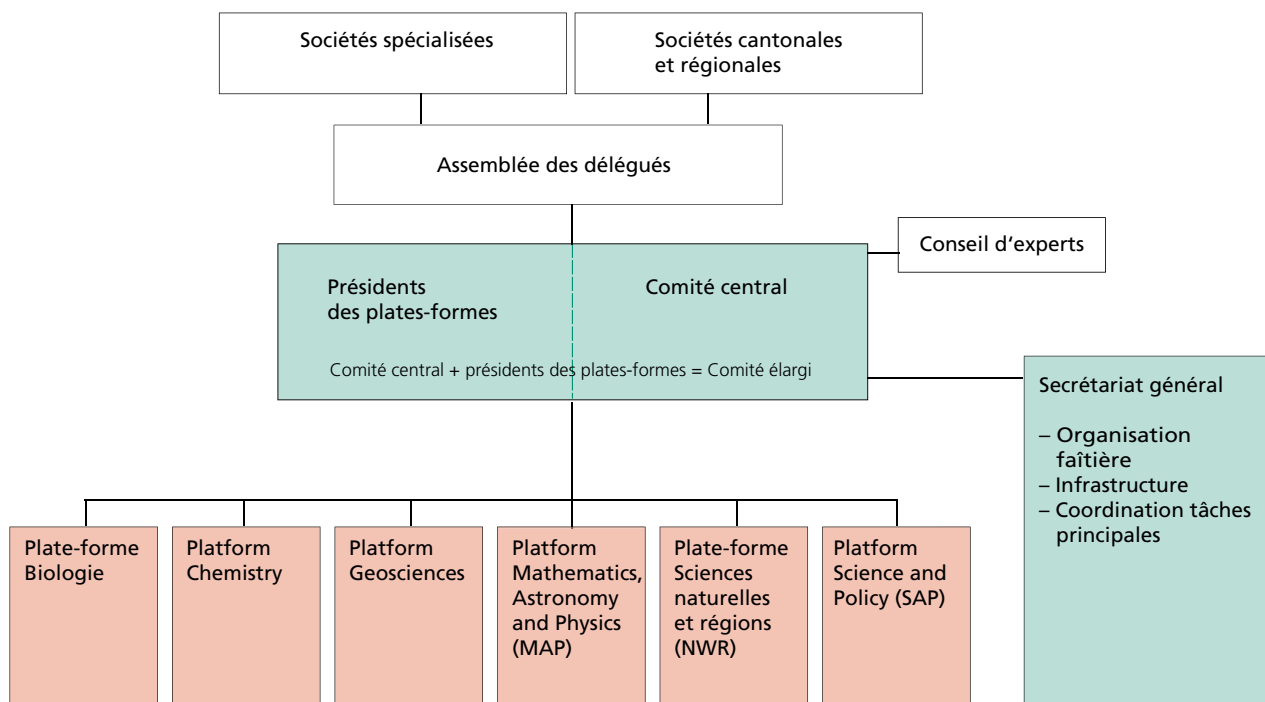 Sociétés spécialisées
Sociétés cantonales
et régionales
Assemblée des délégués
Conseil d‘experts
Présidents
des plates-formes
Comité central
Comité central + présidents des plates-formes = Comité élargi
Secrétariat général
– Organisation
faîtière
– Infrastructure
– Coordination tâches
principales
Plate-forme
Biologie
Platform
Chemistry
Platform
Geosciences
Platform
Mathematics,
Astronomy
and Physics
(MAP)
Plate-forme
Sciences
naturelles
et régions
(NWR)
Platform
Science and
Policy (SAP)